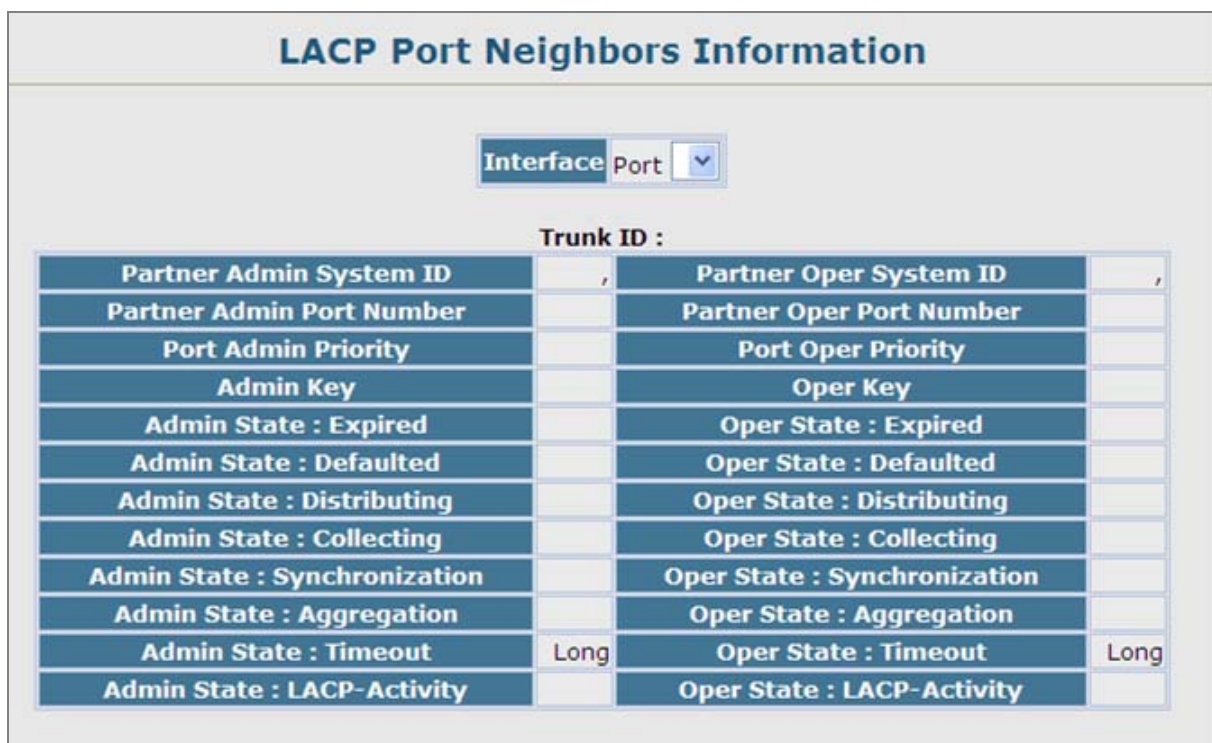 LACP Port Neighbors Information
Interface Port
Trunk ID :
Partner Admin System ID , Partner Oper System ID ,
Partner Admin Port Number Partner Oper Port Number
Port Admin Priority Port Oper Priority
Admin Key Oper Key
Admin State : Expired Oper State : Expired
Admin State : Defaulted Oper State : Defaulted
Admin State : Distributing Oper State : Distributing
Admin State : Collecting Oper State : Collecting
Admin State : Synchronization Oper State : Synchronization
Admin State : Aggregation Oper State : Aggregation
Admin State : Timeout Long Oper State : Timeout Long
Admin State : LACP-Activity Oper State : LACP-Activity